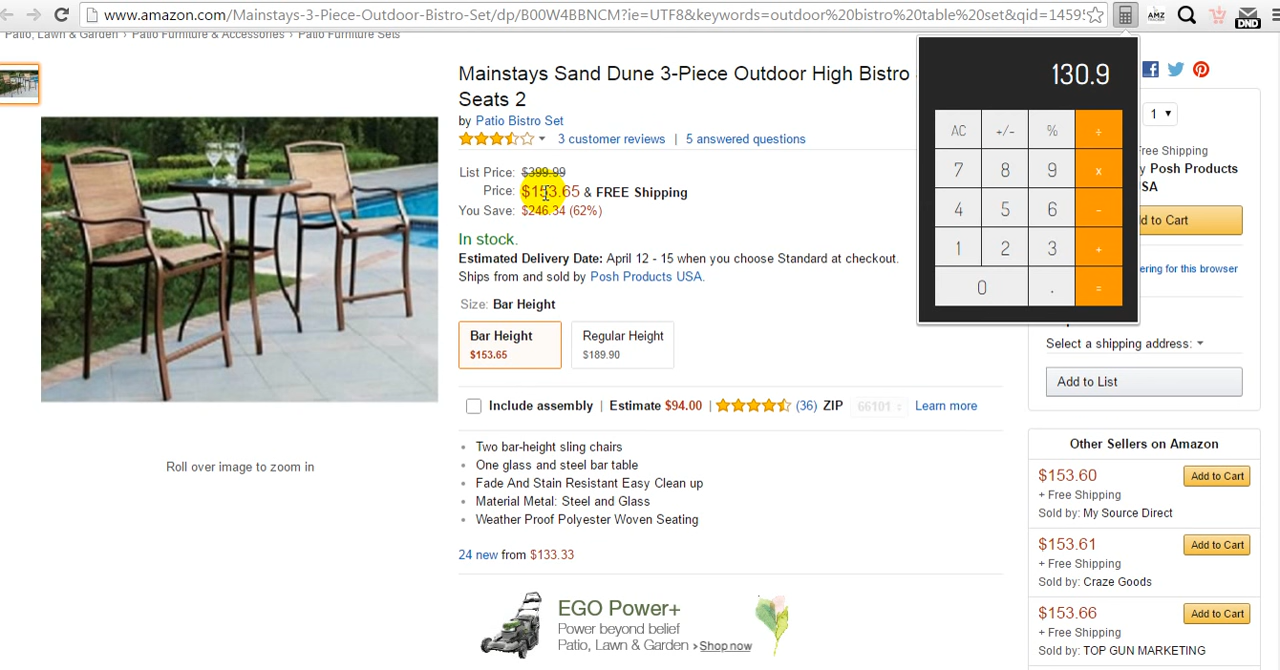 www.amazon.com/Mainstays-3-Piece-Outdoor-Bistro-Set/dp/B00W4BBNCM?ie=UTF8&keywords=outdoor%20bistro%20table%20set&qid=1459
AMZ
DND
Patio, Lawn & Garden › Patio Furniture & Accessories › Patio Furniture Sets
Mainstays Sand Dune 3-Piece Outdoor High Bistro
Seats 2
by Patio Bistro Set
3 customer reviews | 5 answered questions
List Price: $399.99
Price: $153.65 & FREE Shipping
You Save: $246.34 (62%)
In stock.
Estimated Delivery Date: April 12 - 15 when you choose Standard at checkout.
Ships from and sold by Posh Products USA.
Size: Bar Height
Bar Height
$153.65
Regular Height
$189.90
Include assembly | Estimate $94.00 | (36) ZIP 66101 Learn more
Two bar-height sling chairs
One glass and steel bar table
Fade And Stain Resistant Easy Clean up
Material Metal: Steel and Glass
Weather Proof Polyester Woven Seating
24 new from $133.33
EGO Power+
Power beyond belief
Patio, Lawn & Garden › Shop now
Roll over image to zoom in
130.9
AC +/- % ÷
7 8 9 x
4 5 6 -
1 2 3 +
0 . =
1
Free Shipping
y Posh Products
SA
d to Cart
ering for this browser
Select a shipping address:
Add to List
Other Sellers on Amazon
$153.60
Add to Cart
+ Free Shipping
Sold by: My Source Direct
$153.61
Add to Cart
+ Free Shipping
Sold by: Craze Goods
$153.66
Add to Cart
+ Free Shipping
Sold by: TOP GUN MARKETING